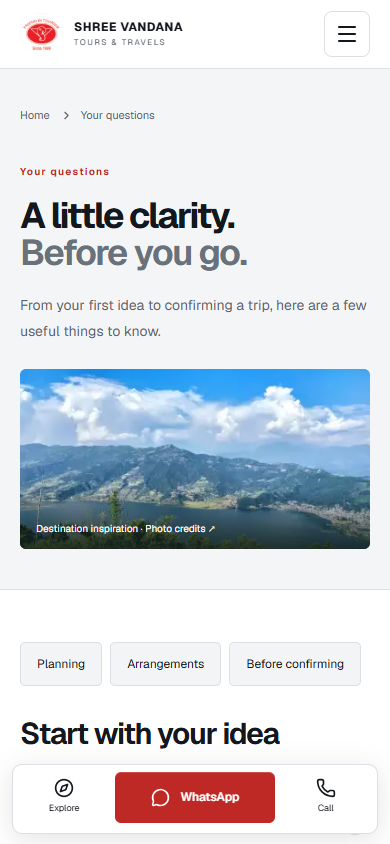 SHREE VANDANA
TOURS & TRAVELS
Home > Your questions
Your questions
A little clarity.
Before you go.
From your first idea to confirming a trip, here are a few
useful things to know.
Destination inspiration · Photo credits ↗
Planning
Arrangements
Before confirming
Start with your idea
Explore
WhatsApp
Call